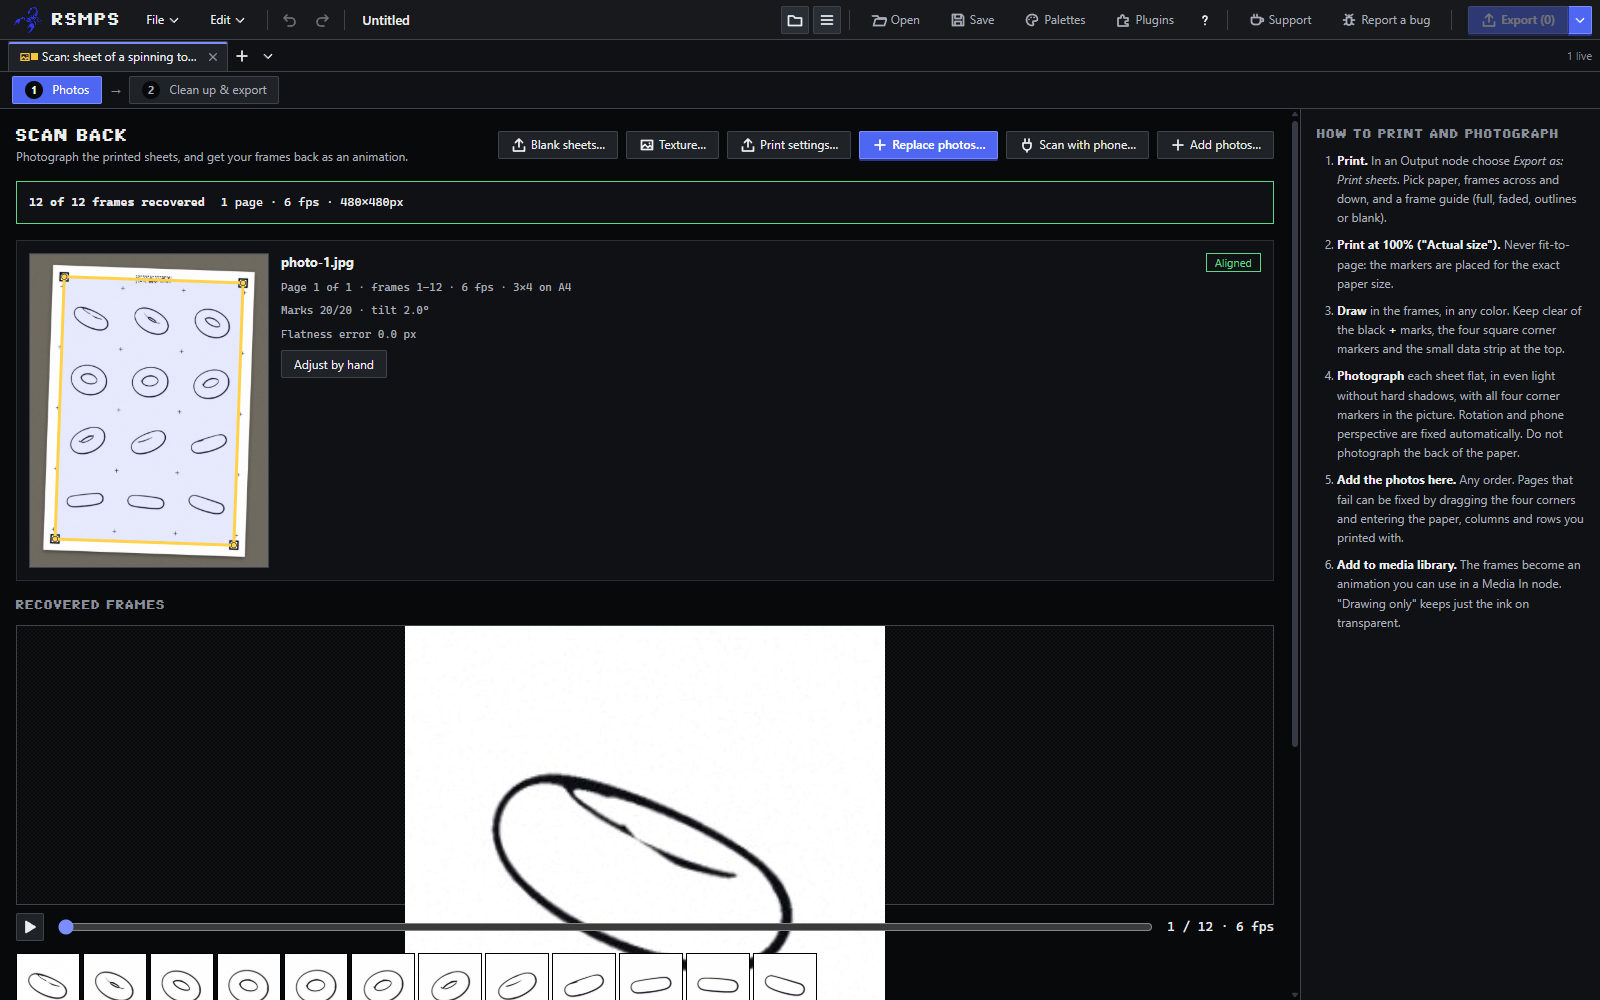 RSMPS
File
Edit
Untitled
Open
Save
Palettes
Plugins
?
Support
Report a bug
Export (0)
Scan: sheet of a spinning to...
1 live
1 Photos → 2 Clean up & export
SCAN BACK
Photograph the printed sheets, and get your frames back as an animation.
Blank sheets...
Texture...
Print settings...
Replace photos...
Scan with phone...
Add photos...
12 of 12 frames recovered 1 page · 6 fps · 480×480px
photo-1.jpg
Aligned
Page 1 of 1 · frames 1–12 · 6 fps · 3×4 on A4
Marks 20/20 · tilt 2.0°
Flatness error 0.0 px
Adjust by hand
RECOVERED FRAMES
1 / 12 · 6 fps
HOW TO PRINT AND PHOTOGRAPH
1. Print. In an Output node choose Export as:
Print sheets. Pick paper, frames across and
down, and a frame guide (full, faded, outlines
or blank).
2. Print at 100% ("Actual size"). Never fit-to-
page: the markers are placed for the exact
paper size.
3. Draw in the frames, in any color. Keep clear of
the black + marks, the four square corner
markers and the small data strip at the top.
4. Photograph each sheet flat, in even light
without hard shadows, with all four corner
markers in the picture. Rotation and phone
perspective are fixed automatically. Do not
photograph the back of the paper.
5. Add the photos here. Any order. Pages that
fail can be fixed by dragging the four corners
and entering the paper, columns and rows you
printed with.
6. Add to media library. The frames become an
animation you can use in a Media In node.
"Drawing only" keeps just the ink on
transparent.